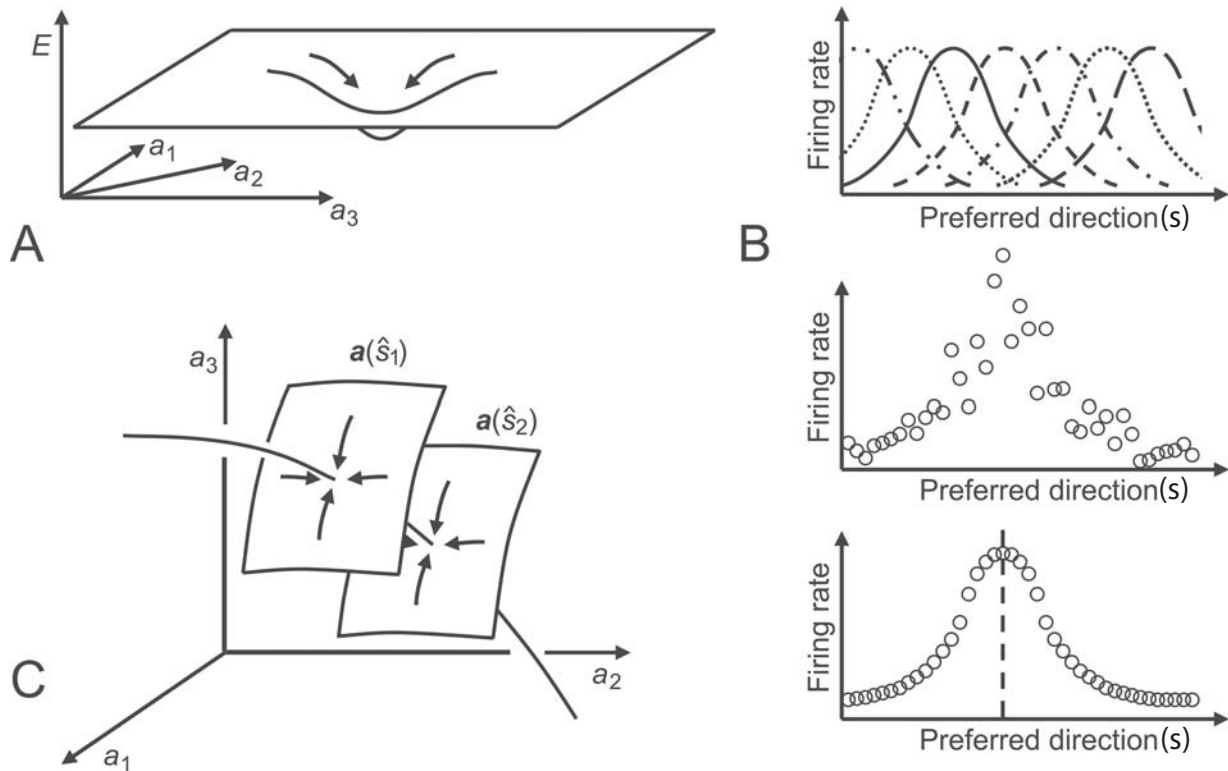 E
a₁
a₂
a₃
A
Firing rate
Preferred direction(s)
B
Firing rate
Preferred direction(s)
Firing rate
Preferred direction(s)
a₃
a(ŝ₁)
a(ŝ₂)
a₂
a₁
C